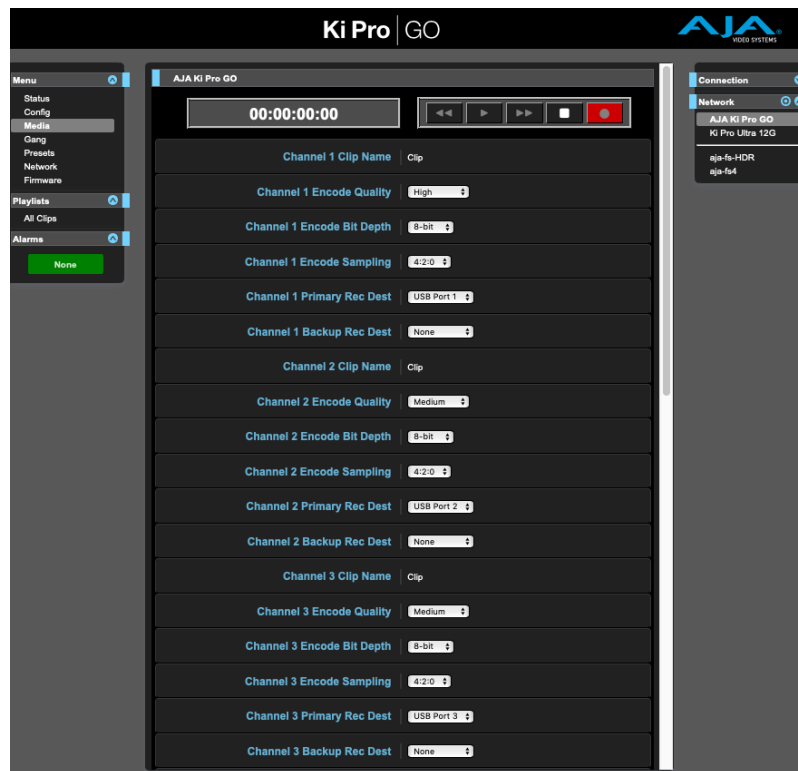 Ki Pro GO
AJA
VIDEO SYSTEMS
Menu
Status
Config
Media
Gang
Presets
Network
Firmware
Playlists
All Clips
Alarms
None
AJA Ki Pro GO
00:00:00:00
Channel 1 Clip Name Clip
Channel 1 Encode Quality High
Channel 1 Encode Bit Depth 8-bit
Channel 1 Encode Sampling 4:2:0
Channel 1 Primary Rec Dest USB Port 1
Channel 1 Backup Rec Dest None
Channel 2 Clip Name Clip
Channel 2 Encode Quality Medium
Channel 2 Encode Bit Depth 8-bit
Channel 2 Encode Sampling 4:2:0
Channel 2 Primary Rec Dest USB Port 2
Channel 2 Backup Rec Dest None
Channel 3 Clip Name Clip
Channel 3 Encode Quality Medium
Channel 3 Encode Bit Depth 8-bit
Channel 3 Encode Sampling 4:2:0
Channel 3 Primary Rec Dest USB Port 3
Channel 3 Backup Rec Dest None
Connection
Network
AJA Ki Pro GO
Ki Pro Ultra 12G
aja-fs-HDR
aja-fs4